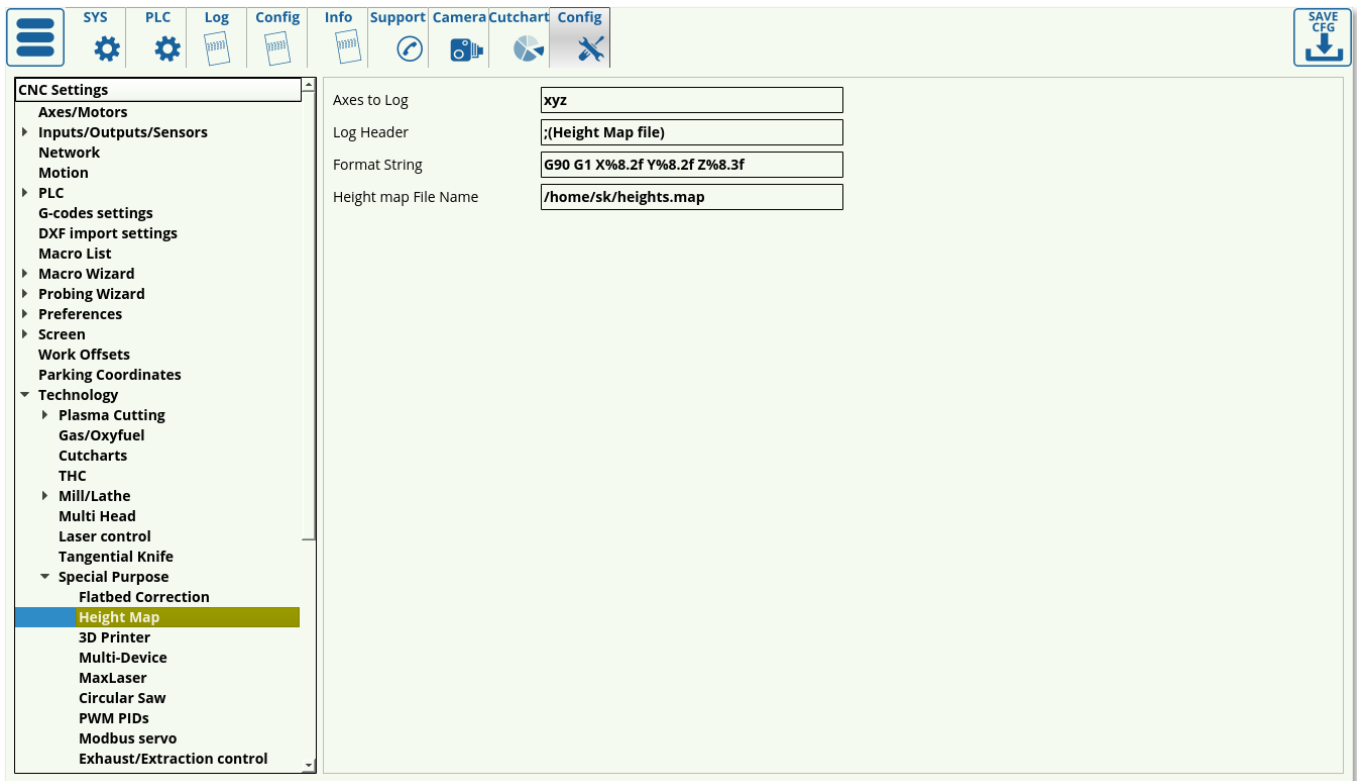 SYS PLC Log Config Info Support Camera Cutchart Config SAVE CFG
CNC Settings
Axes/Motors
Inputs/Outputs/Sensors
Network
Motion
PLC
G-codes settings
DXF import settings
Macro List
Macro Wizard
Probing Wizard
Preferences
Screen
Work Offsets
Parking Coordinates
Technology
Plasma Cutting
Gas/Oxyfuel
Cutcharts
THC
Mill/Lathe
Multi Head
Laser control
Tangential Knife
Special Purpose
Flatbed Correction
Height Map
3D Printer
Multi-Device
MaxLaser
Circular Saw
PWM PIDs
Modbus servo
Exhaust/Extraction control
Axes to Log xyz
Log Header ;(Height Map file)
Format String G90 G1 X%8.2f Y%8.2f Z%8.3f
Height map File Name /home/sk/heights.map